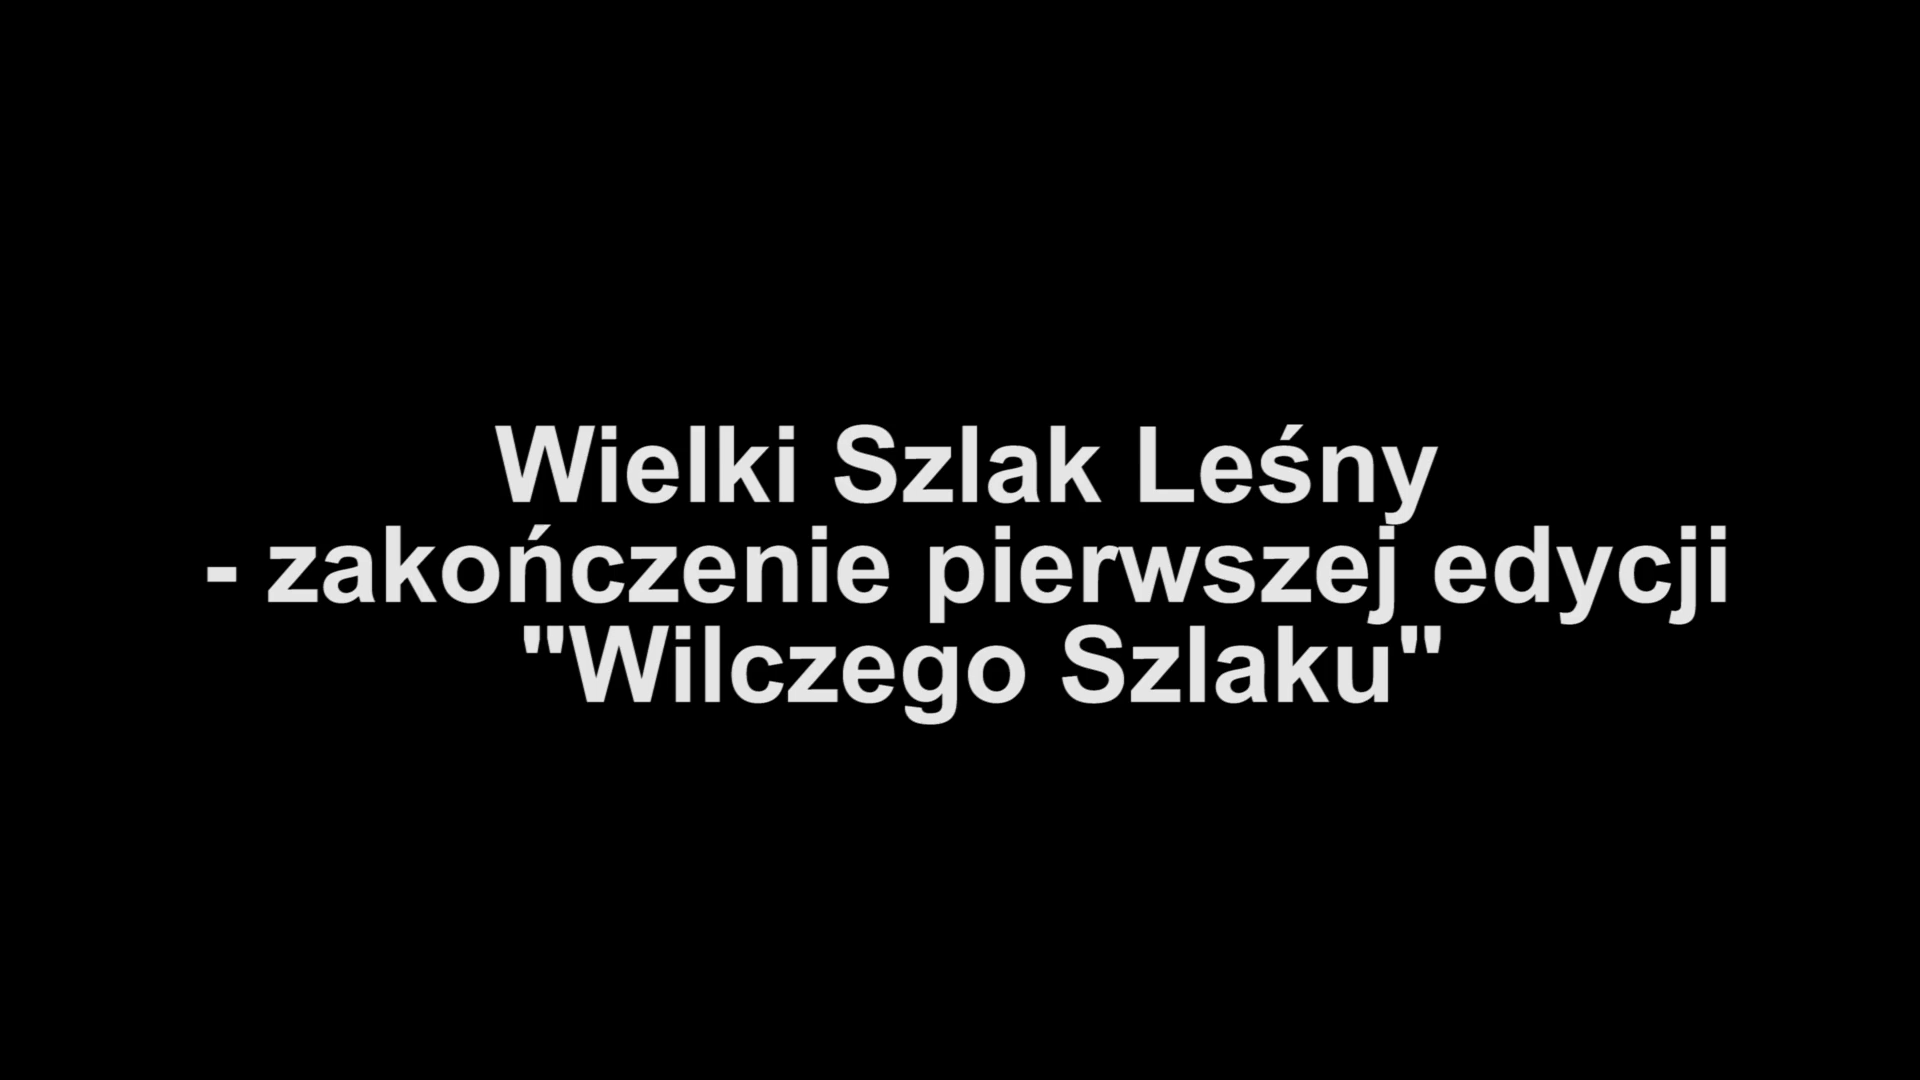 Wielki Szlak Leśny
- zakończenie pierwszej edycji
"Wilczego Szlaku"